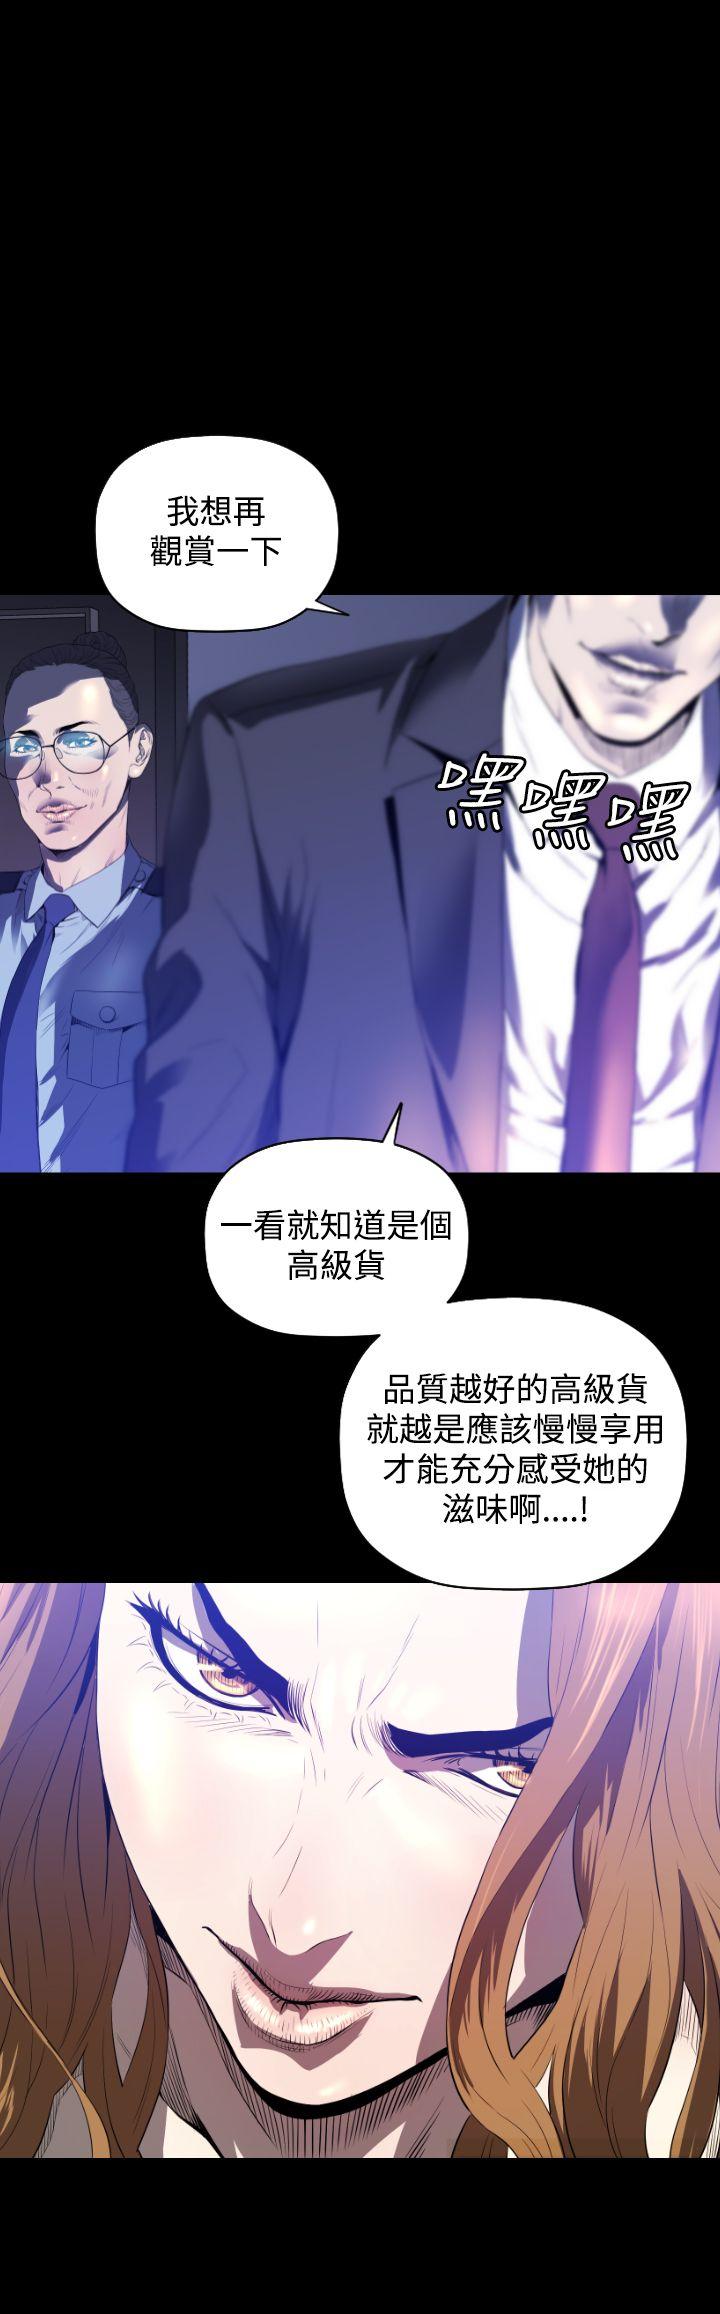 我想再
觀賞一下
嘿嘿嘿
一看就知道是個
高級貨
品質越好的高級貨
就越是應該慢慢享用
才能充分感受她的
滋味啊....!